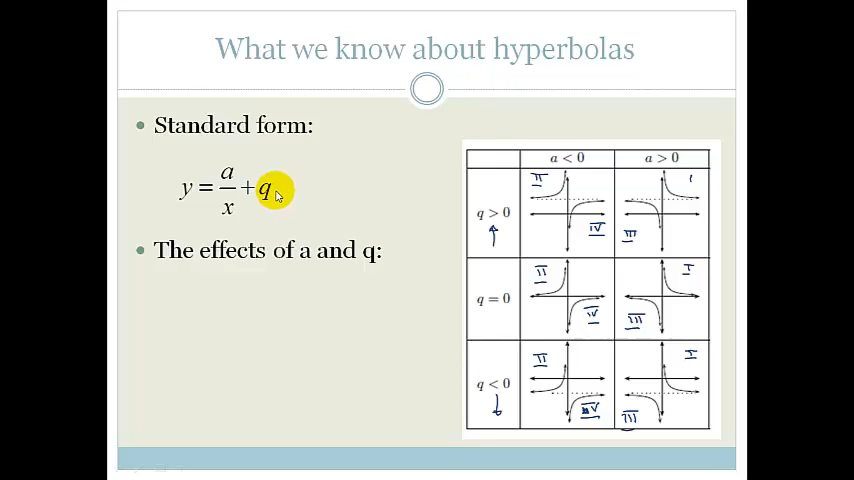 What we know about hyperbolas
Standard form:
y = a/x + q
The effects of a and q:
a < 0 a > 0
q > 0
II IV III
q = 0
II IV I III
q < 0
II IV I III